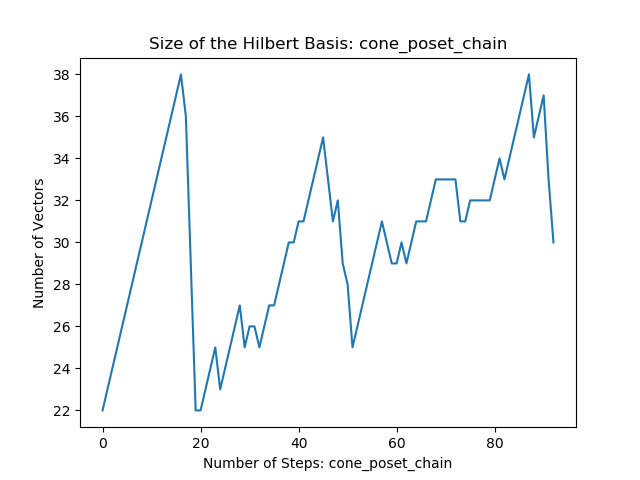 Size of the Hilbert Basis: cone_poset_chain
Number of Vectors
38
36
34
32
30
28
26
24
22
0 20 40 60 80
Number of Steps: cone_poset_chain